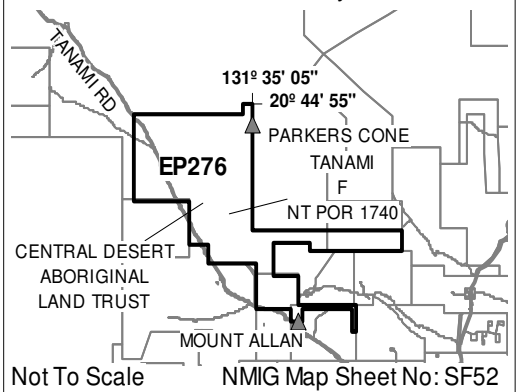 TANAMI RD
131º 35' 05"
20º 44' 55"
PARKERS CONE
TANAMI
F
EP276
NT POR 1740
CENTRAL DESERT
ABORIGINAL
LAND TRUST
MOUNT ALLAN
Not To Scale
NMIG Map Sheet No: SF52